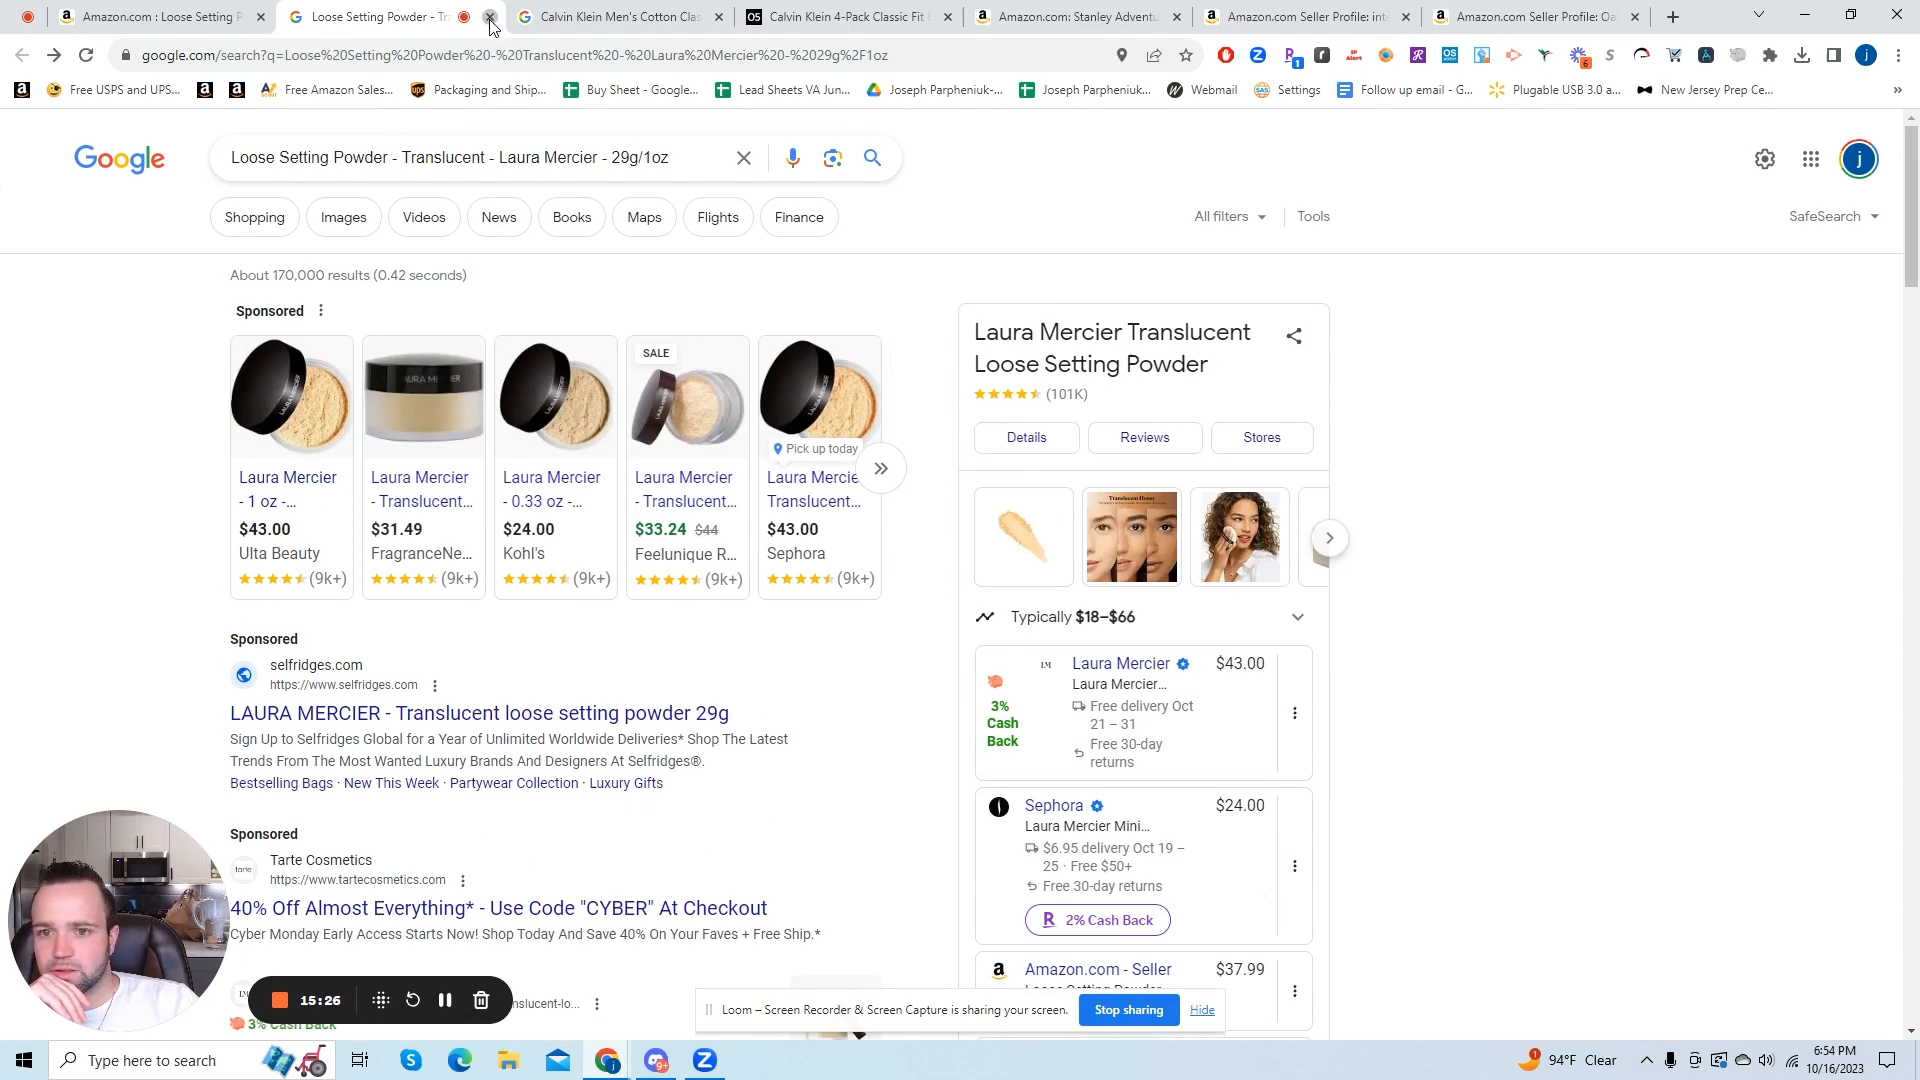 Amazon.com : Loose Setting P
Loose Setting Powder - Tra
Calvin Klein Men's Cotton Clas
Calvin Klein 4-Pack Classic Fit
Amazon.com: Stanley Adventu
Amazon.com Seller Profile: int
Amazon.com Seller Profile: Oa
google.com/search?q=Loose%20Setting%20Powder%20-%20Translucent%20-%20Laura%20Mercier%20-%2029g%2F1oz
Free USPS and UPS...
Free Amazon Sales...
Packaging and Ship...
Buy Sheet - Google...
Lead Sheets VA Jun...
Joseph Parpheniuk-...
Joseph Parpheniuk...
Webmail
Settings
Follow up email - G...
Plugable USB 3.0 a...
New Jersey Prep Ce...
Google
Loose Setting Powder - Translucent - Laura Mercier - 29g/1oz
j
Shopping
Images
Videos
News
Books
Maps
Flights
Finance
All filters
Tools
SafeSearch
About 170,000 results (0.42 seconds)
Sponsored
Laura Mercier
- 1 oz -...
$43.00
Ulta Beauty
(9k+)
Laura Mercier
- Translucent...
$31.49
FragranceNe...
(9k+)
Laura Mercier
- 0.33 oz -...
$24.00
Kohl's
(9k+)
SALE
Laura Mercier
- Translucent...
$33.24 $44
Feelunique R...
(9k+)
Pick up today
Laura Mercie
Translucent...
$43.00
Sephora
(9k+)
Sponsored
selfridges.com
https://www.selfridges.com
LAURA MERCIER - Translucent loose setting powder 29g
Sign Up to Selfridges Global for a Year of Unlimited Worldwide Deliveries* Shop The Latest
Trends From The Most Wanted Luxury Brands And Designers At Selfridges®.
Bestselling Bags · New This Week · Partywear Collection · Luxury Gifts
Sponsored
tarte
Tarte Cosmetics
https://www.tartecosmetics.com
40% Off Almost Everything* - Use Code "CYBER" At Checkout
Cyber Monday Early Access Starts Now! Shop Today And Save 40% On Your Faves + Free Ship.*
nslucent-lo...
3% Cash Back
Laura Mercier Translucent
Loose Setting Powder
(101K)
Details
Reviews
Stores
Translucent Honey
Typically $18–$66
3%
Cash
Back
LM
Laura Mercier
$43.00
Laura Mercier...
Free delivery Oct
21 – 31
Free 30-day
returns
Sephora
$24.00
Laura Mercier Mini...
$6.95 delivery Oct 19 –
25 · Free $50+
Free 30-day returns
R 2% Cash Back
Amazon.com - Seller
$37.99
15:26
Loom – Screen Recorder & Screen Capture is sharing your screen.
Stop sharing
Hide
Type here to search
94°F Clear
6:54 PM
10/16/2023